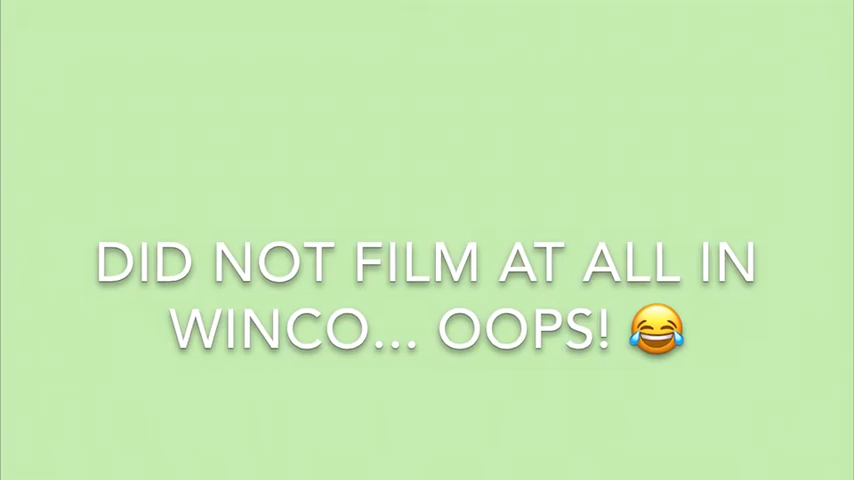 DID NOT FILM AT ALL IN
WINCO... OOPS! 😂